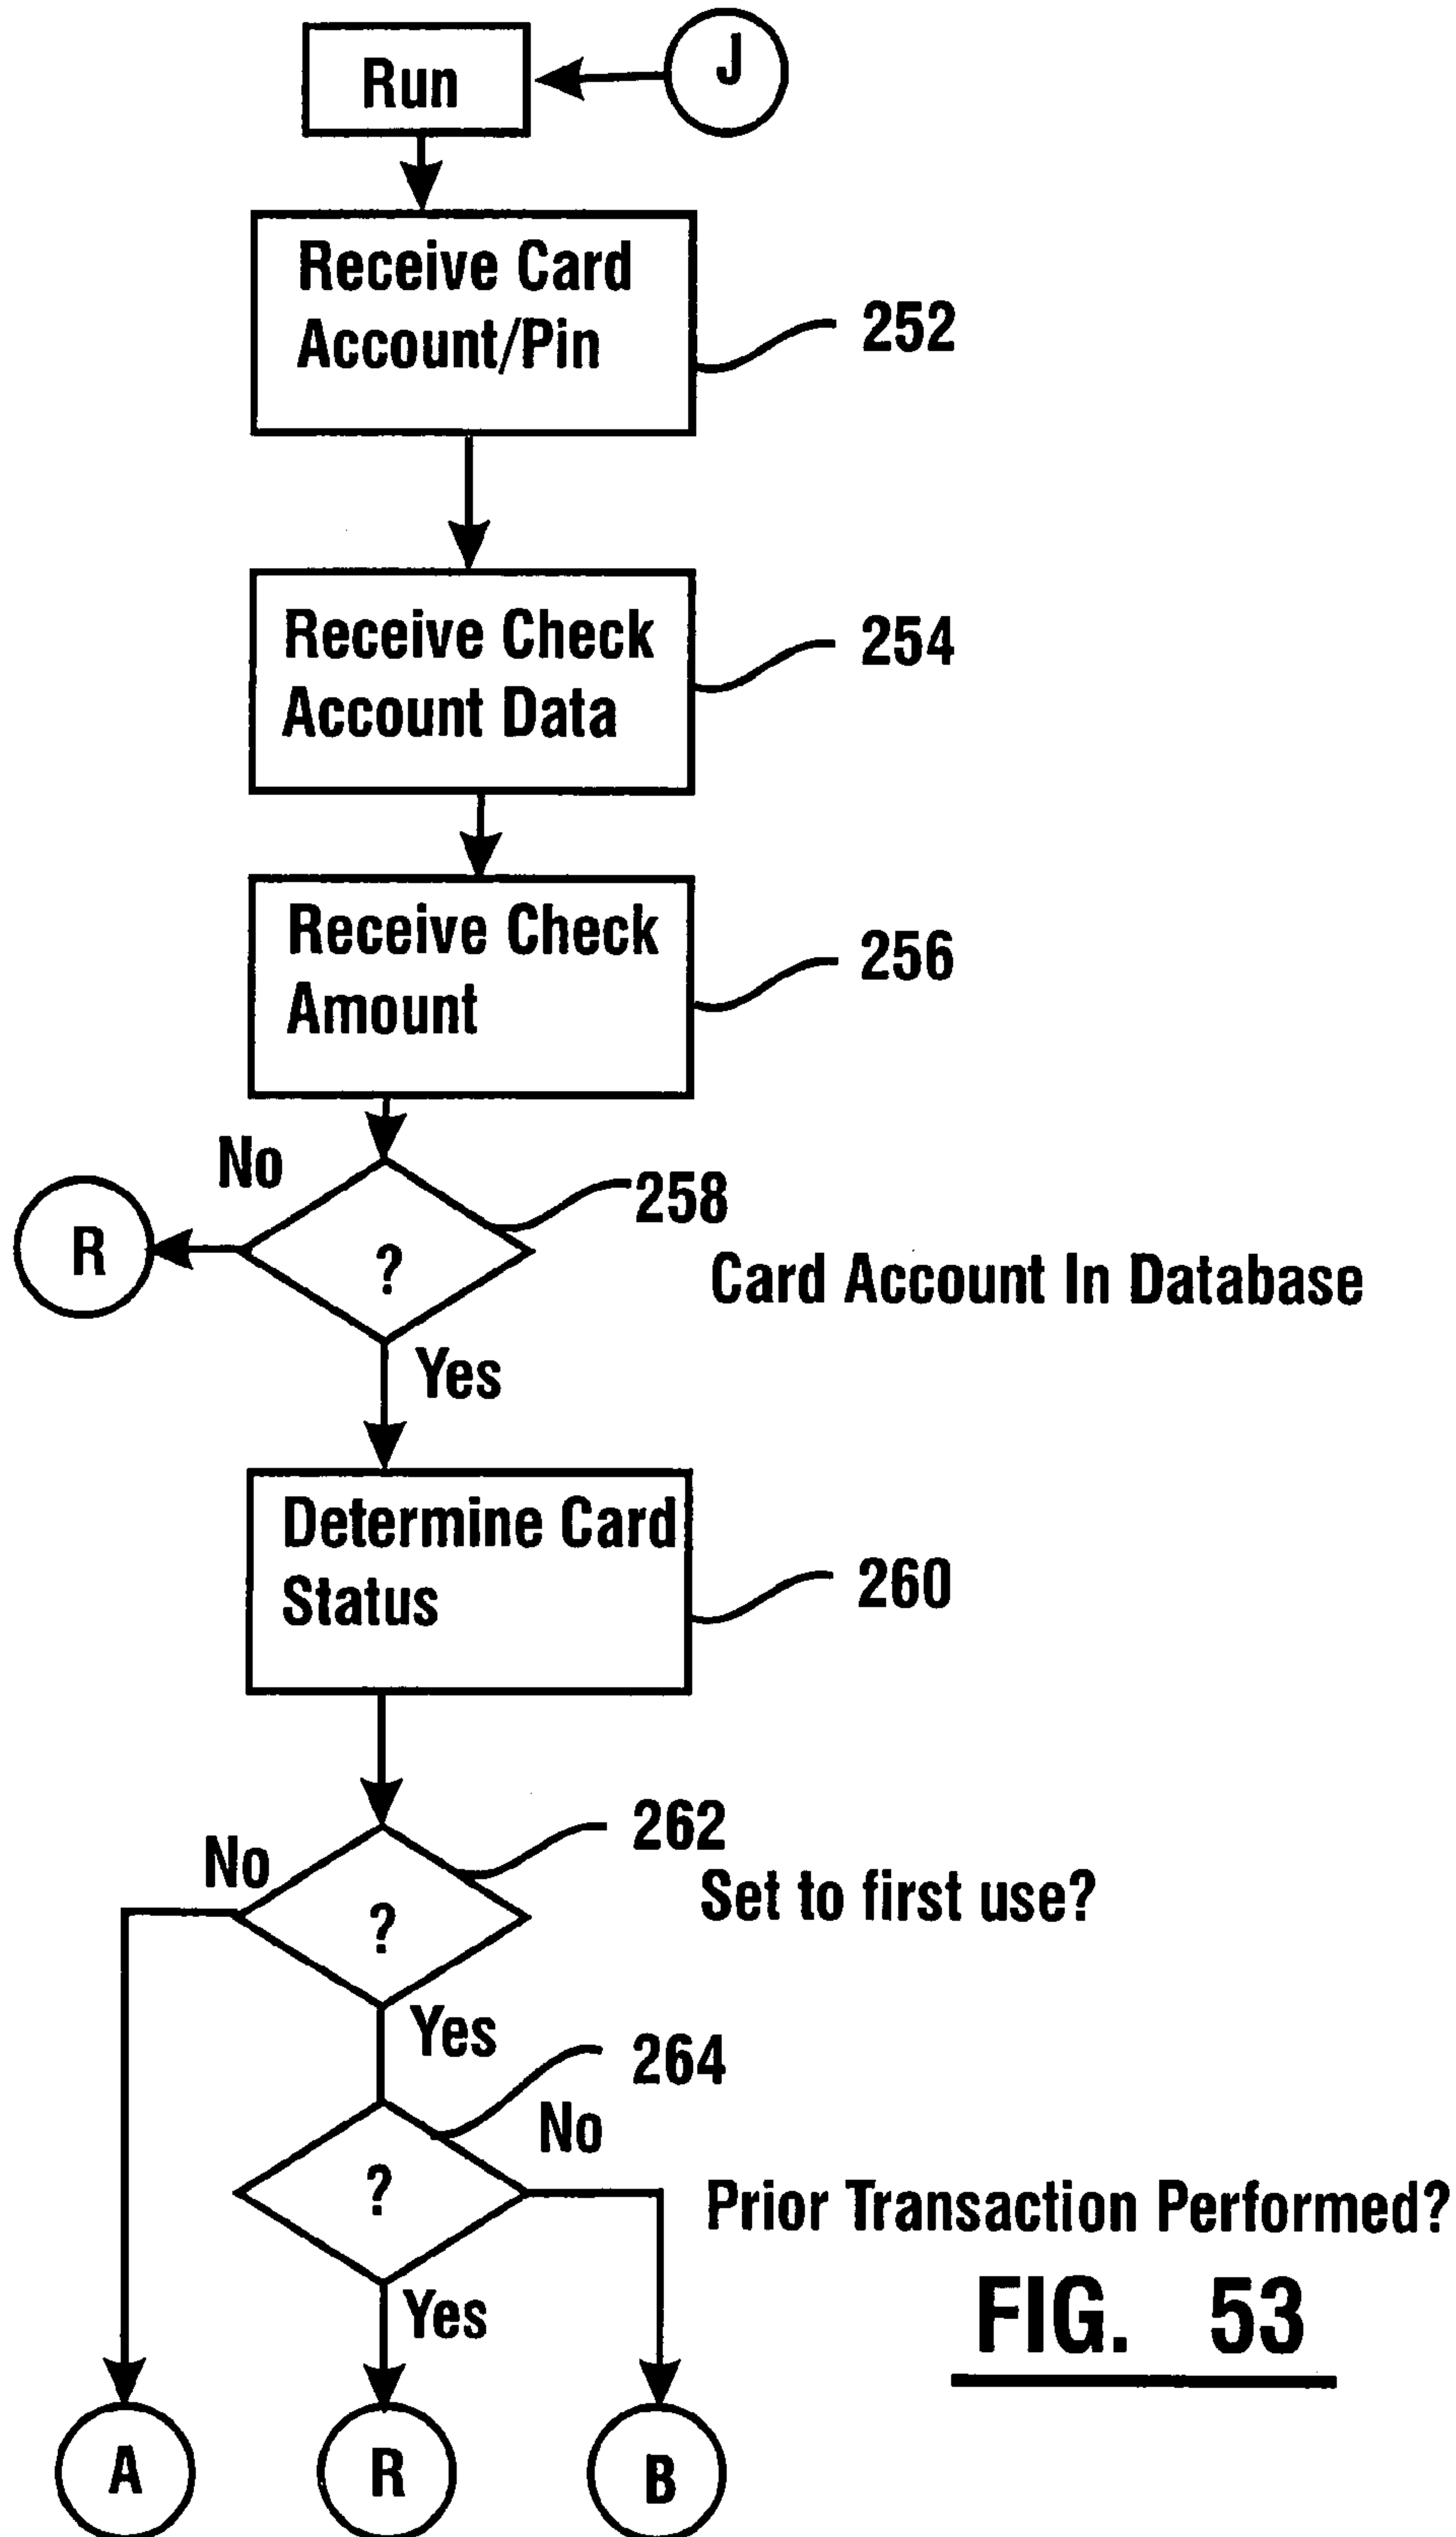 Run
J
Receive Card
Account/Pin
252
Receive Check
Account Data
254
Receive Check
Amount
256
No
258
R
?
Card Account In Database
Yes
Determine Card
Status
260
No
262
?
Set to first use?
Yes
264
No
?
Prior Transaction Performed?
Yes
FIG. 53
A
R
B